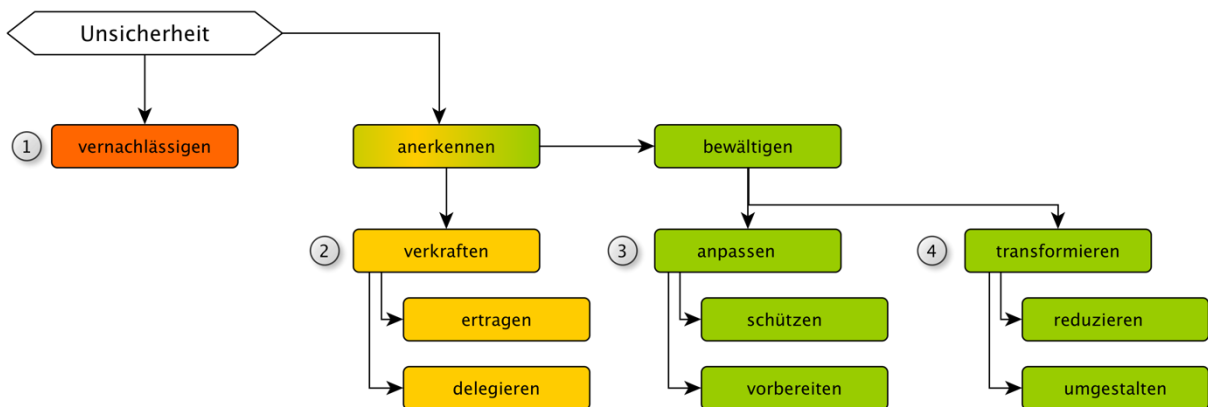 Unsicherheit
1
vernachlässigen
anerkennen
bewältigen
2
verkraften
3
anpassen
4
transformieren
ertragen
schützen
reduzieren
delegieren
vorbereiten
umgestalten